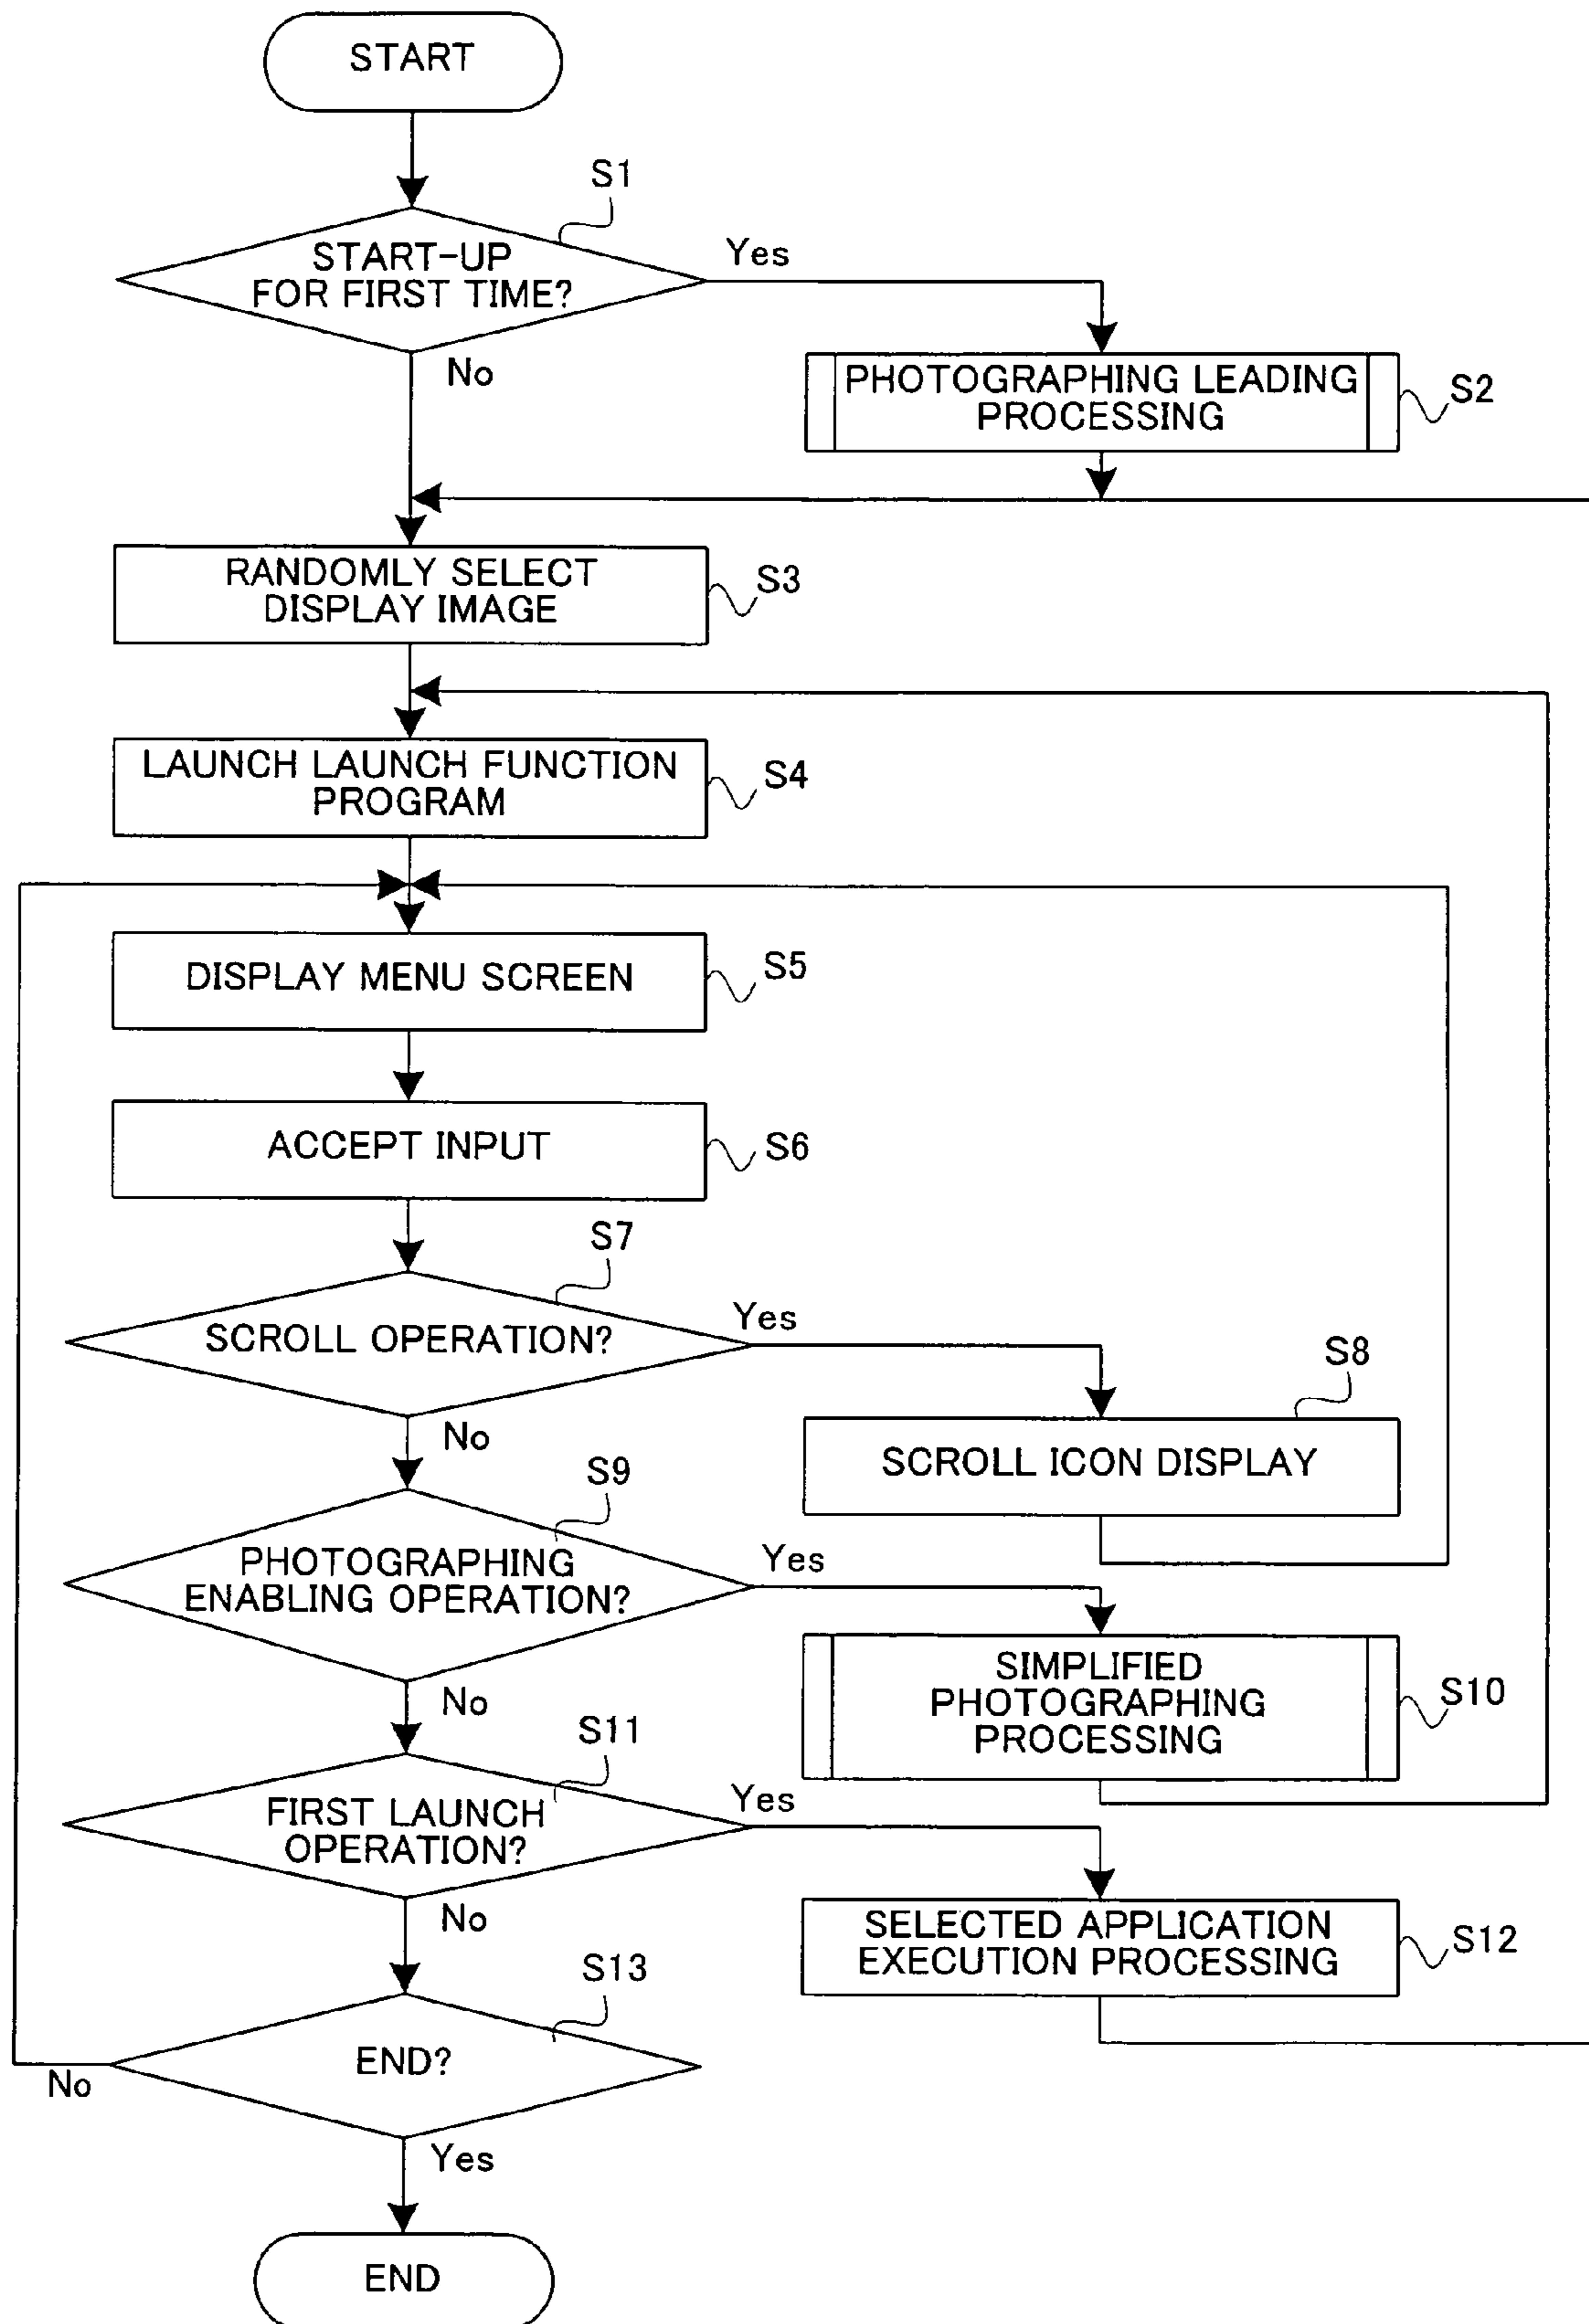 START
S1
START-UP
FOR FIRST TIME?
Yes
No
PHOTOGRAPHING LEADING
PROCESSING
S2
RANDOMLY SELECT
DISPLAY IMAGE
S3
LAUNCH LAUNCH FUNCTION
PROGRAM
S4
DISPLAY MENU SCREEN
S5
ACCEPT INPUT
S6
S7
SCROLL OPERATION?
Yes
No
S8
SCROLL ICON DISPLAY
S9
PHOTOGRAPHING
ENABLING OPERATION?
Yes
No
SIMPLIFIED
PHOTOGRAPHING
PROCESSING
S10
S11
FIRST LAUNCH
OPERATION?
Yes
No
SELECTED APPLICATION
EXECUTION PROCESSING
S12
S13
END?
No
Yes
END